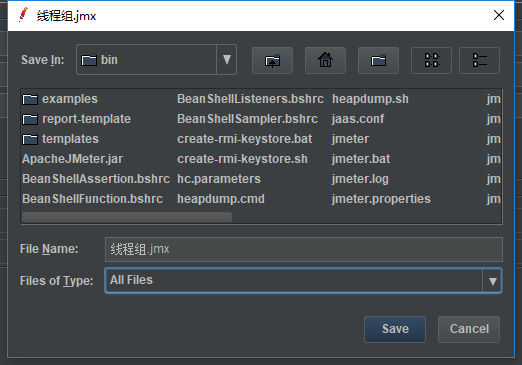 线程组.jmx
Save In: bin
examples BeanShellListeners.bshrc heapdump.sh jm
report-template BeanShellSampler.bshrc jaas.conf jm
templates create-rmi-keystore.bat jmeter jm
ApacheJMeter.jar create-rmi-keystore.sh jmeter.bat jm
BeanShellAssertion.bshrc hc.parameters jmeter.log jm
BeanShellFunction.bshrc heapdump.cmd jmeter.properties jm
File Name: 线程组.jmx
Files of Type: All Files
Save Cancel